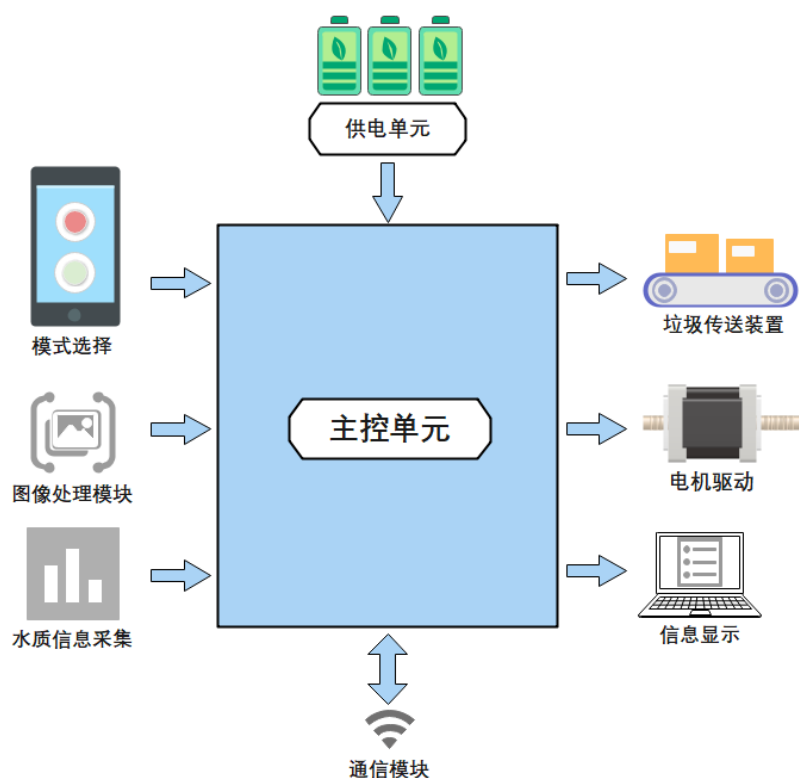 供电单元
模式选择
垃圾传送装置
主控单元
图像处理模块
电机驱动
水质信息采集
信息显示
通信模块